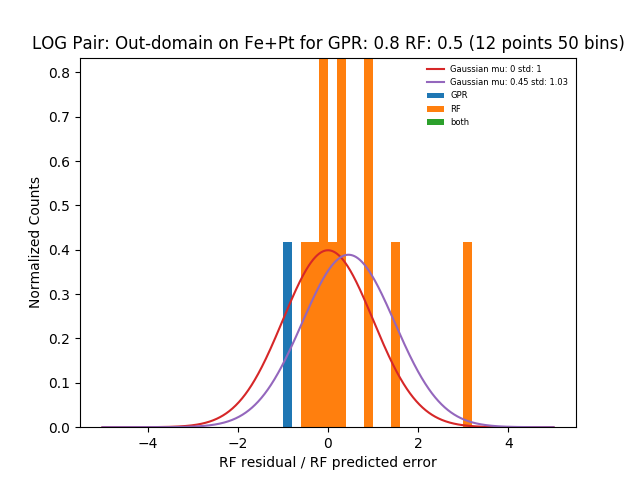 LOG Pair: Out-domain on Fe+Pt for GPR: 0.8 RF: 0.5 (12 points 50 bins)
Gaussian mu: 0 std: 1
Gaussian mu: 0.45 std: 1.03
GPR
RF
both
Normalized Counts
0.8
0.7
0.6
0.5
0.4
0.3
0.2
0.1
0.0
−4
−2
0
2
4
RF residual / RF predicted error